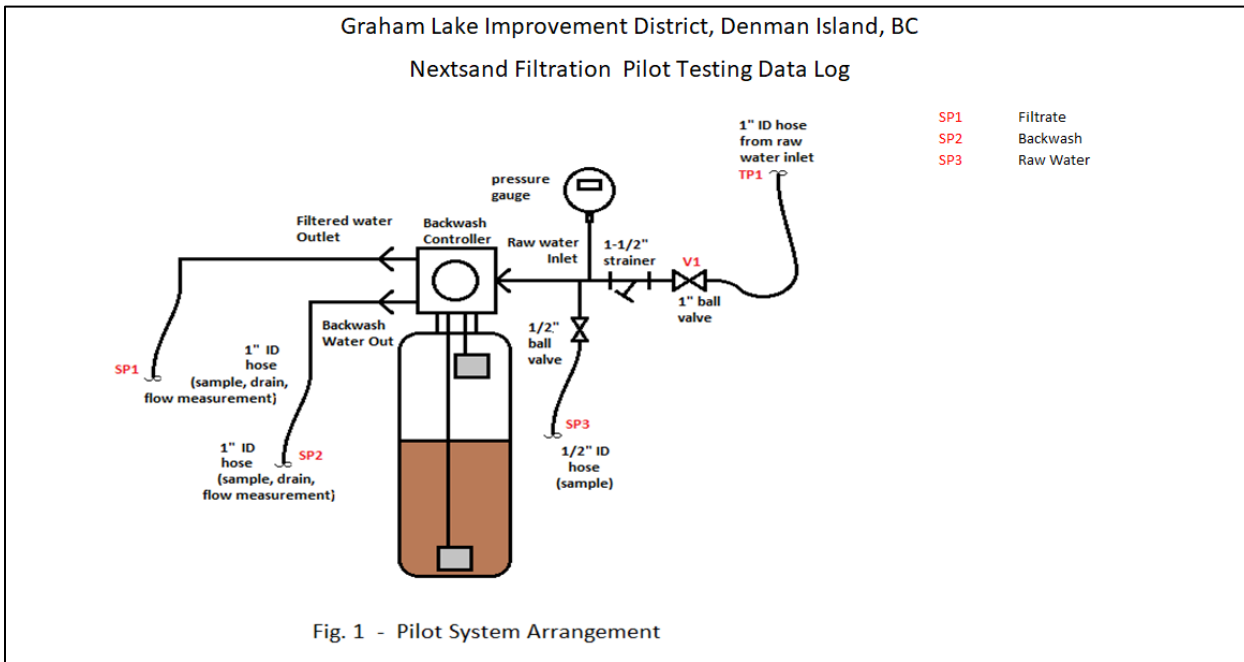 Graham Lake Improvement District, Denman Island, BC
Nextsand Filtration Pilot Testing Data Log
SP1 Filtrate
SP2 Backwash
SP3 Raw Water
1" ID hose
from raw
water inlet
TP1
pressure
gauge
Filtered water
Outlet
Backwash
Controller
Raw water
Inlet
1-1/2"
strainer
V1
1" ball
valve
Backwash
Water Out
1/2"
ball
valve
SP1
1" ID
hose
(sample, drain,
flow measurement)
SP2
1" ID
hose
(sample, drain,
flow measurement)
SP3
1/2" ID
hose
(sample)
Fig. 1 - Pilot System Arrangement